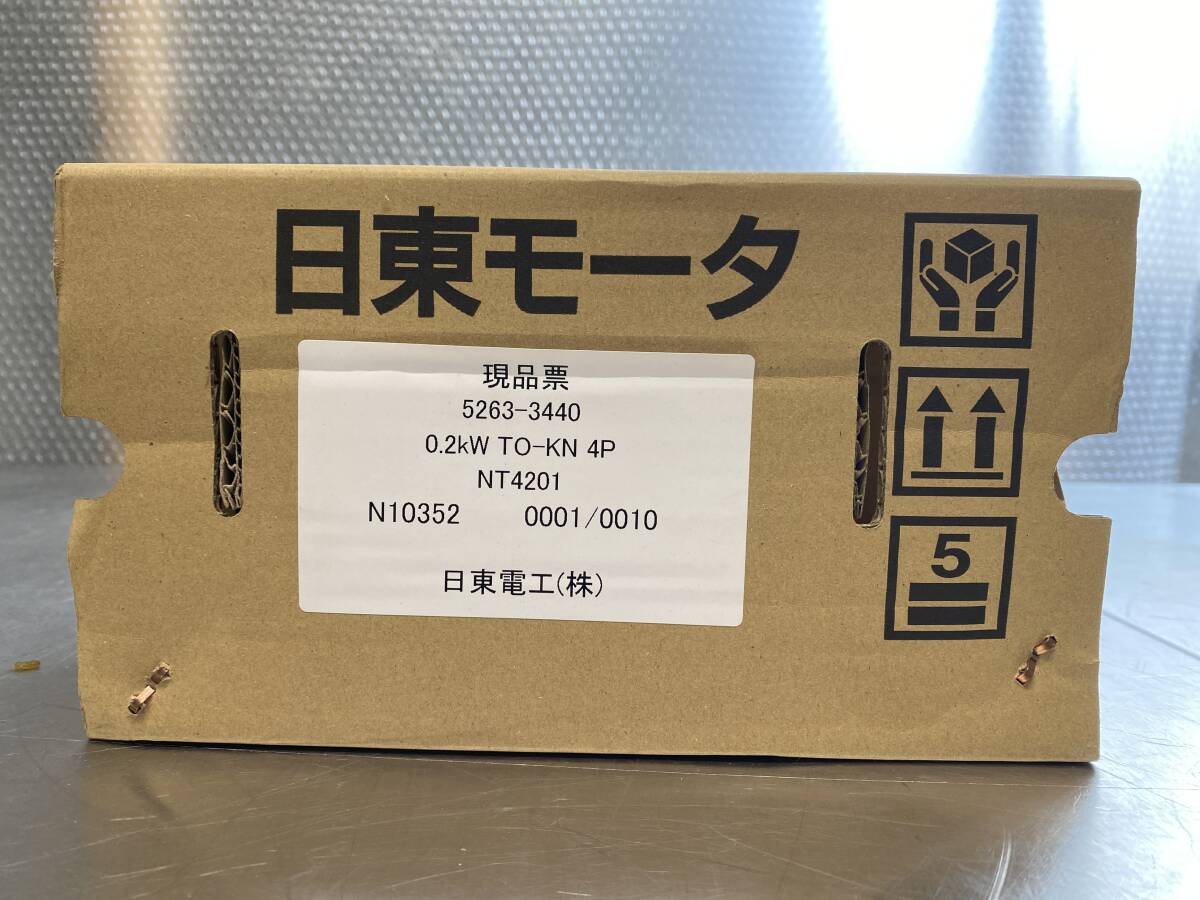 日東モータ
現品票
5263-3440
0.2kW TO-KN 4P
NT4201
N10352 0001/0010
日東電工(株)
5